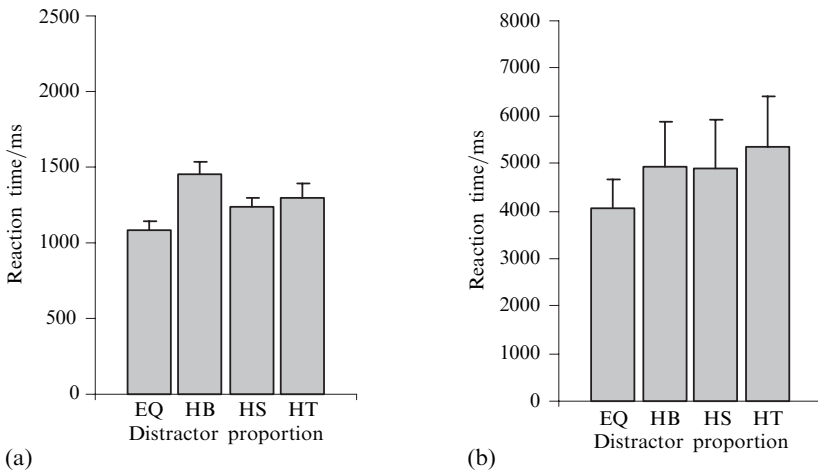 2500
2000
1500
1000
500
0
Reaction time/ms
EQ HB HS HT
Distractor proportion
(a)
8000
7000
6000
5000
4000
3000
2000
1000
0
Reaction time/ms
EQ HB HS HT
Distractor proportion
(b)